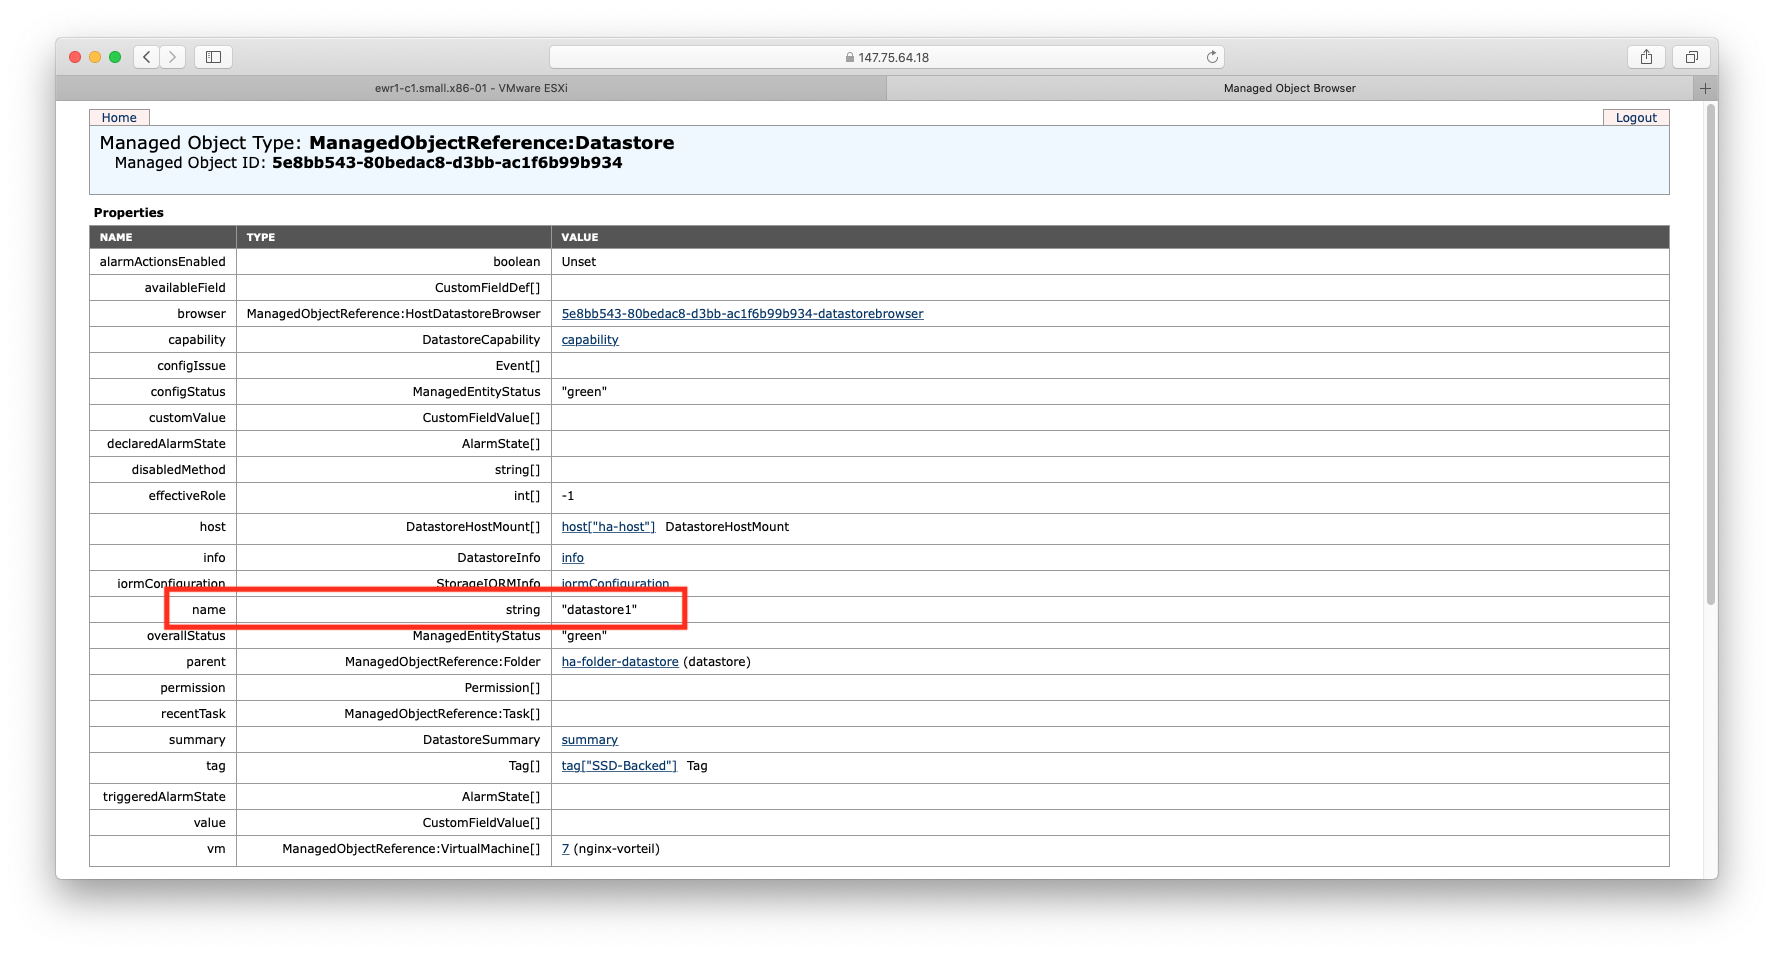 147.75.64.18
ewr1-c1.small.x86-01 - VMware ESXi Managed Object Browser
Home Logout
Managed Object Type: ManagedObjectReference:Datastore
Managed Object ID: 5e8bb543-80bedac8-d3bb-ac1f6b99b934
Properties
NAME TYPE VALUE
alarmActionsEnabled boolean Unset
availableField CustomFieldDef[]
browser ManagedObjectReference:HostDatastoreBrowser 5e8bb543-80bedac8-d3bb-ac1f6b99b934-datastorebrowser
capability DatastoreCapability capability
configIssue Event[]
configStatus ManagedEntityStatus "green"
customValue CustomFieldValue[]
declaredAlarmState AlarmState[]
disabledMethod string[]
effectiveRole int[] -1
host DatastoreHostMount[] host["ha-host"] DatastoreHostMount
info DatastoreInfo info
iormConfiguration StorageIORMInfo iormConfiguration
name string "datastore1"
overallStatus ManagedEntityStatus "green"
parent ManagedObjectReference:Folder ha-folder-datastore (datastore)
permission Permission[]
recentTask ManagedObjectReference:Task[]
summary DatastoreSummary summary
tag Tag[] tag["SSD-Backed"] Tag
triggeredAlarmState AlarmState[]
value CustomFieldValue[]
vm ManagedObjectReference:VirtualMachine[] 7 (nginx-vorteil)